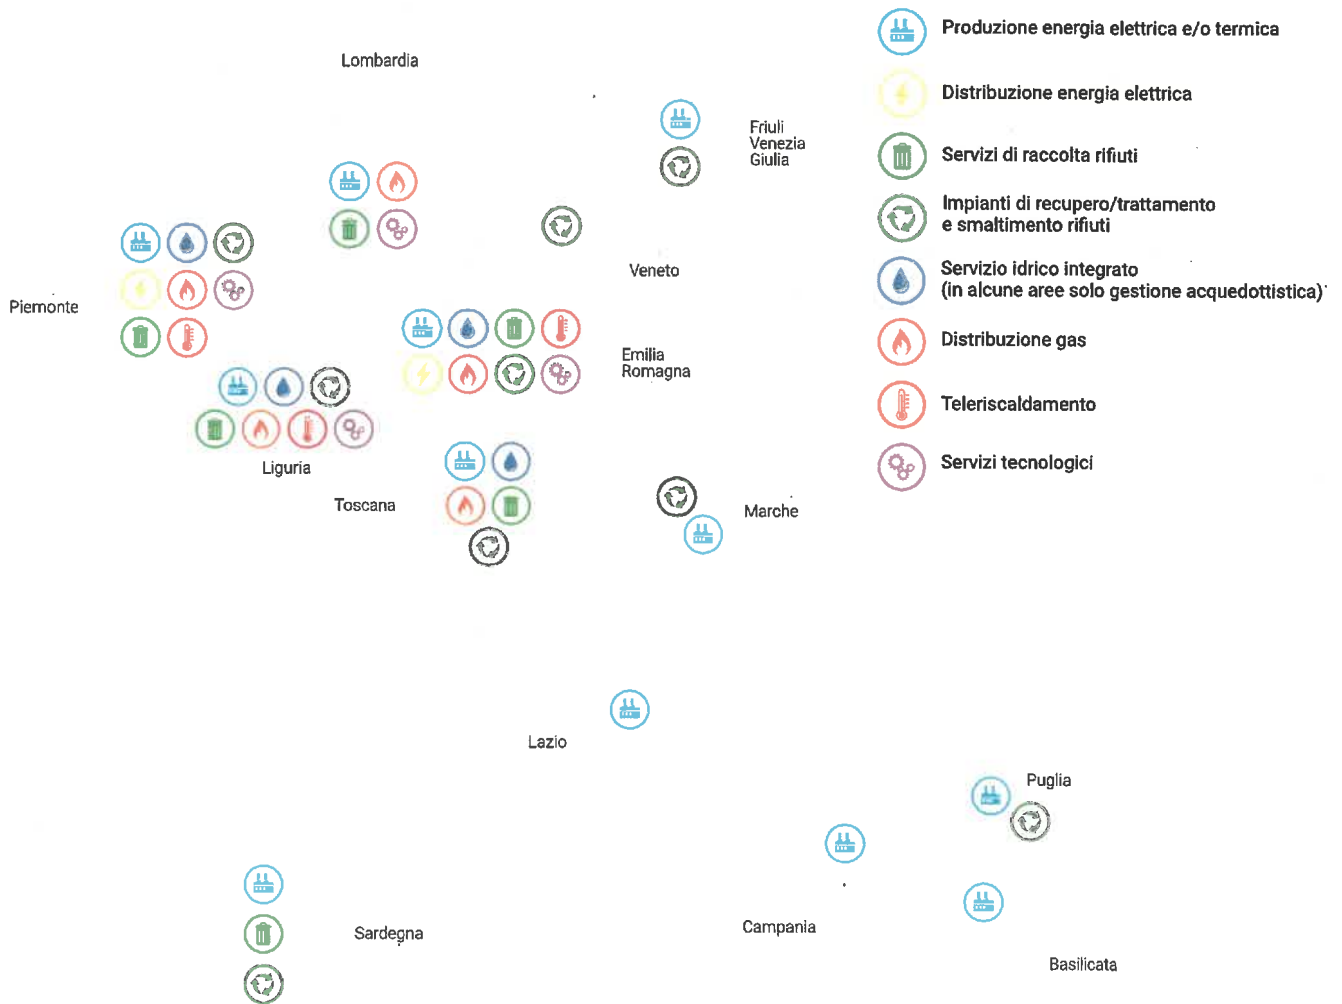 Produzione energia elettrica e/o termica
Lombardia
Distribuzione energia elettrica
Friuli
Venezia
Giulia
Servizi di raccolta rifiuti
Impianti di recupero/trattamento
e smaltimento rifiuti
Veneto
Servizio idrico integrato
(in alcune aree solo gestione acquedottistica)
Piemonte
Distribuzione gas
Emilia
Romagna
Teleriscaldamento
Liguria
Servizi tecnologici
Toscana
Marche
Lazio
Puglia
Sardegna
Campania
Basilicata